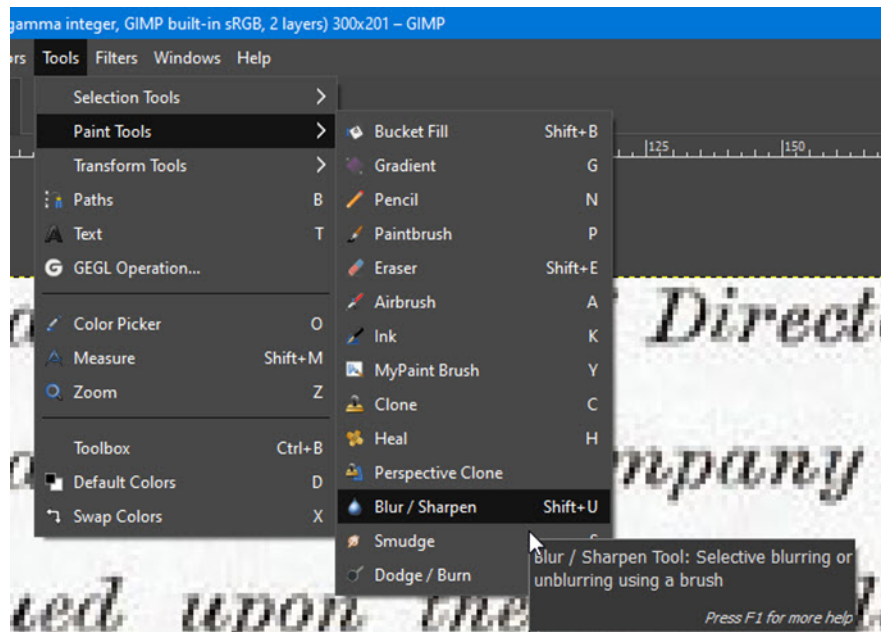 gamma integer, GIMP built-in sRGB, 2 layers) 300x201 – GIMP
Tools Filters Windows Help
Selection Tools
Paint Tools
Transform Tools
Paths B
Text T
GEGL Operation...
Color Picker O
Measure Shift+M
Zoom Z
Toolbox Ctrl+B
Default Colors D
Swap Colors X
Bucket Fill Shift+B
Gradient G
Pencil N
Paintbrush P
Eraser Shift+E
Airbrush A
Ink K
MyPaint Brush Y
Clone C
Heal H
Perspective Clone
Blur / Sharpen Shift+U
Smudge
Dodge / Burn
Blur / Sharpen Tool: Selective blurring or
unblurring using a brush
Press F1 for more help
125 150
Direct
mpany
ued upon the